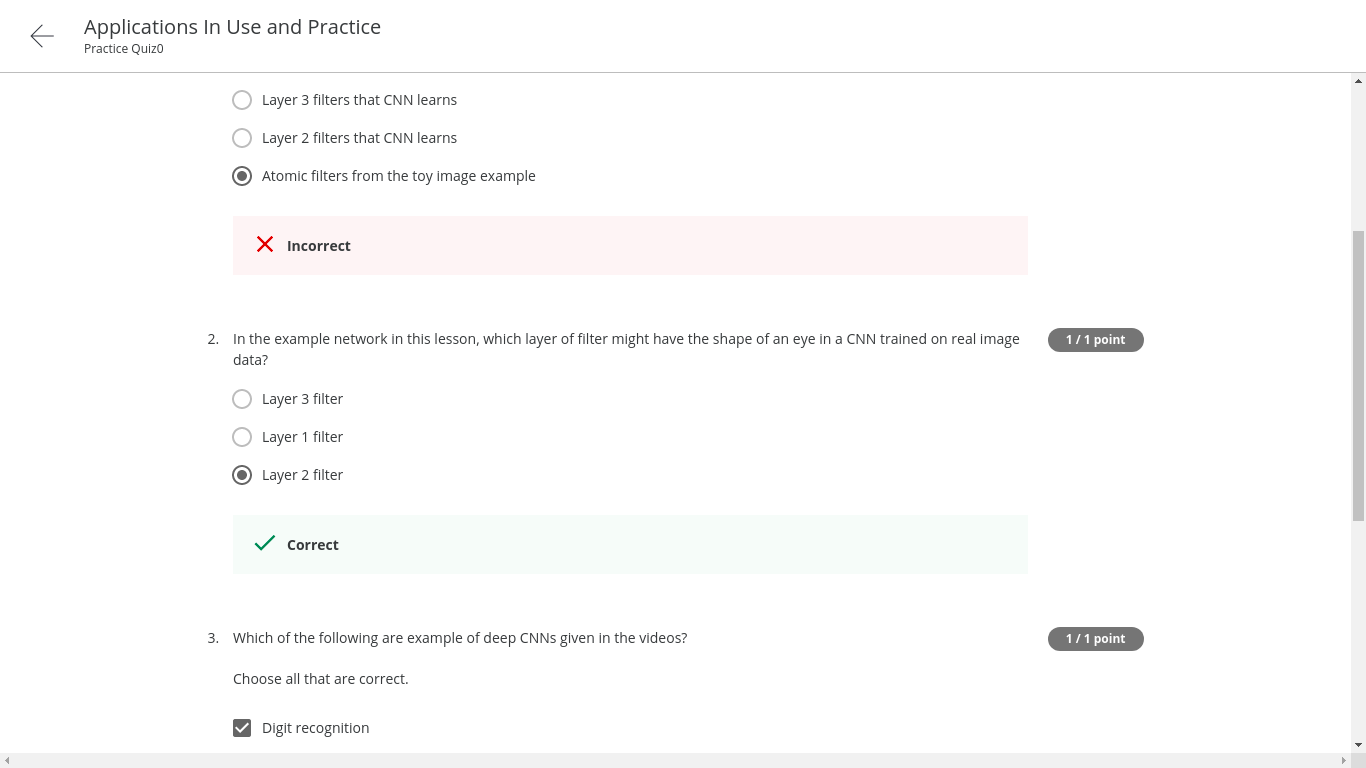 Applications In Use and Practice
Practice Quiz0
Layer 3 filters that CNN learns
Layer 2 filters that CNN learns
Atomic filters from the toy image example
Incorrect
2. In the example network in this lesson, which layer of filter might have the shape of an eye in a CNN trained on real image
data?
1 / 1 point
Layer 3 filter
Layer 1 filter
Layer 2 filter
Correct
3. Which of the following are example of deep CNNs given in the videos?
1 / 1 point
Choose all that are correct.
Digit recognition